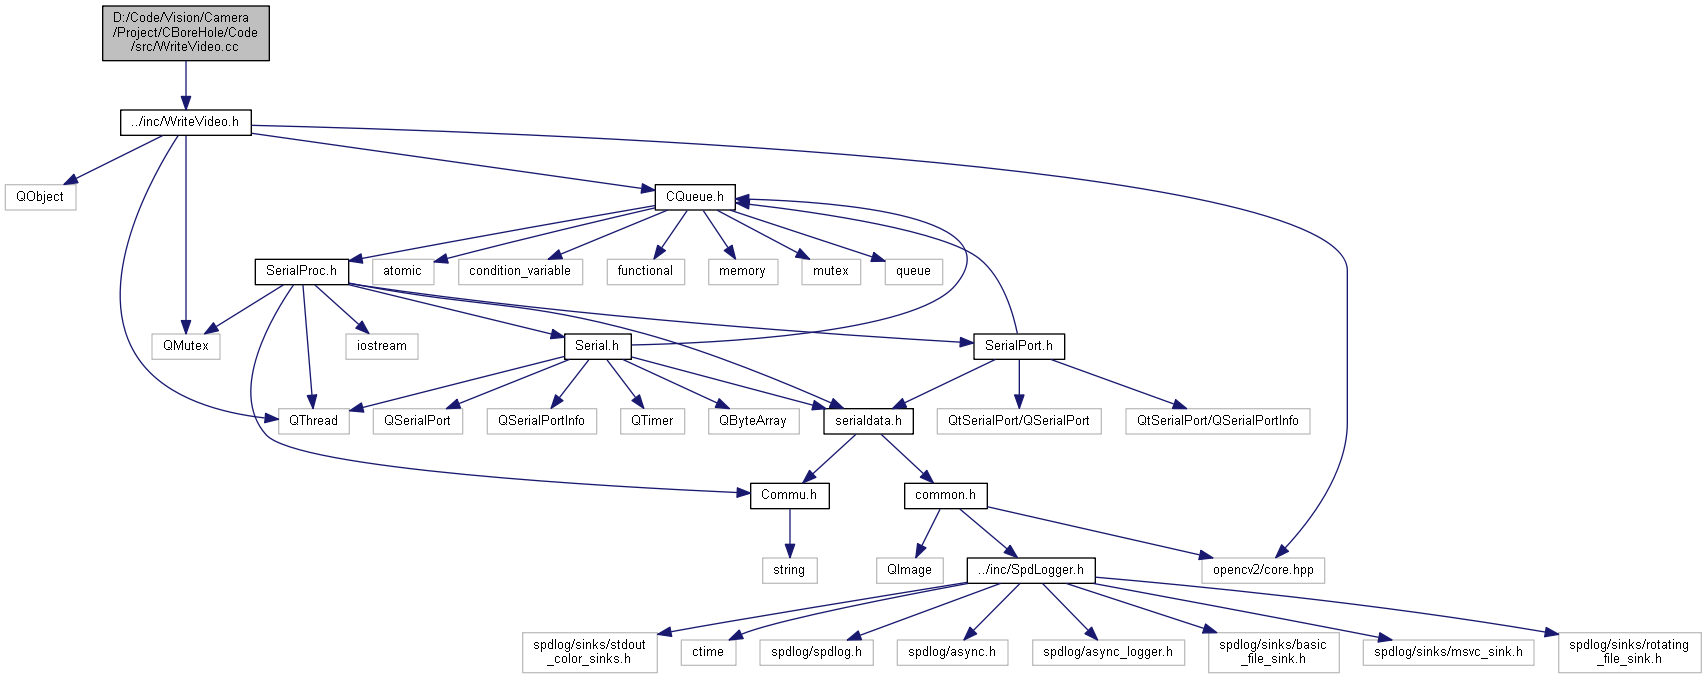 D:/Code/Vision/Camera
/Project/CBoreHole/Code
/src/WriteVideo.cc
../inc/WriteVideo.h
QObject
CQueue.h
SerialProc.h
atomic
condition_variable
functional
memory
mutex
queue
QMutex
iostream
Serial.h
SerialPort.h
QThread
QSerialPort
QSerialPortInfo
QTimer
QByteArray
serialdata.h
QtSerialPort/QSerialPort
QtSerialPort/QSerialPortInfo
Commu.h
common.h
string
QImage
../inc/SpdLogger.h
opencv2/core.hpp
spdlog/sinks/stdout
_color_sinks.h
ctime
spdlog/spdlog.h
spdlog/async.h
spdlog/async_logger.h
spdlog/sinks/basic
_file_sink.h
spdlog/sinks/msvc_sink.h
spdlog/sinks/rotating
_file_sink.h